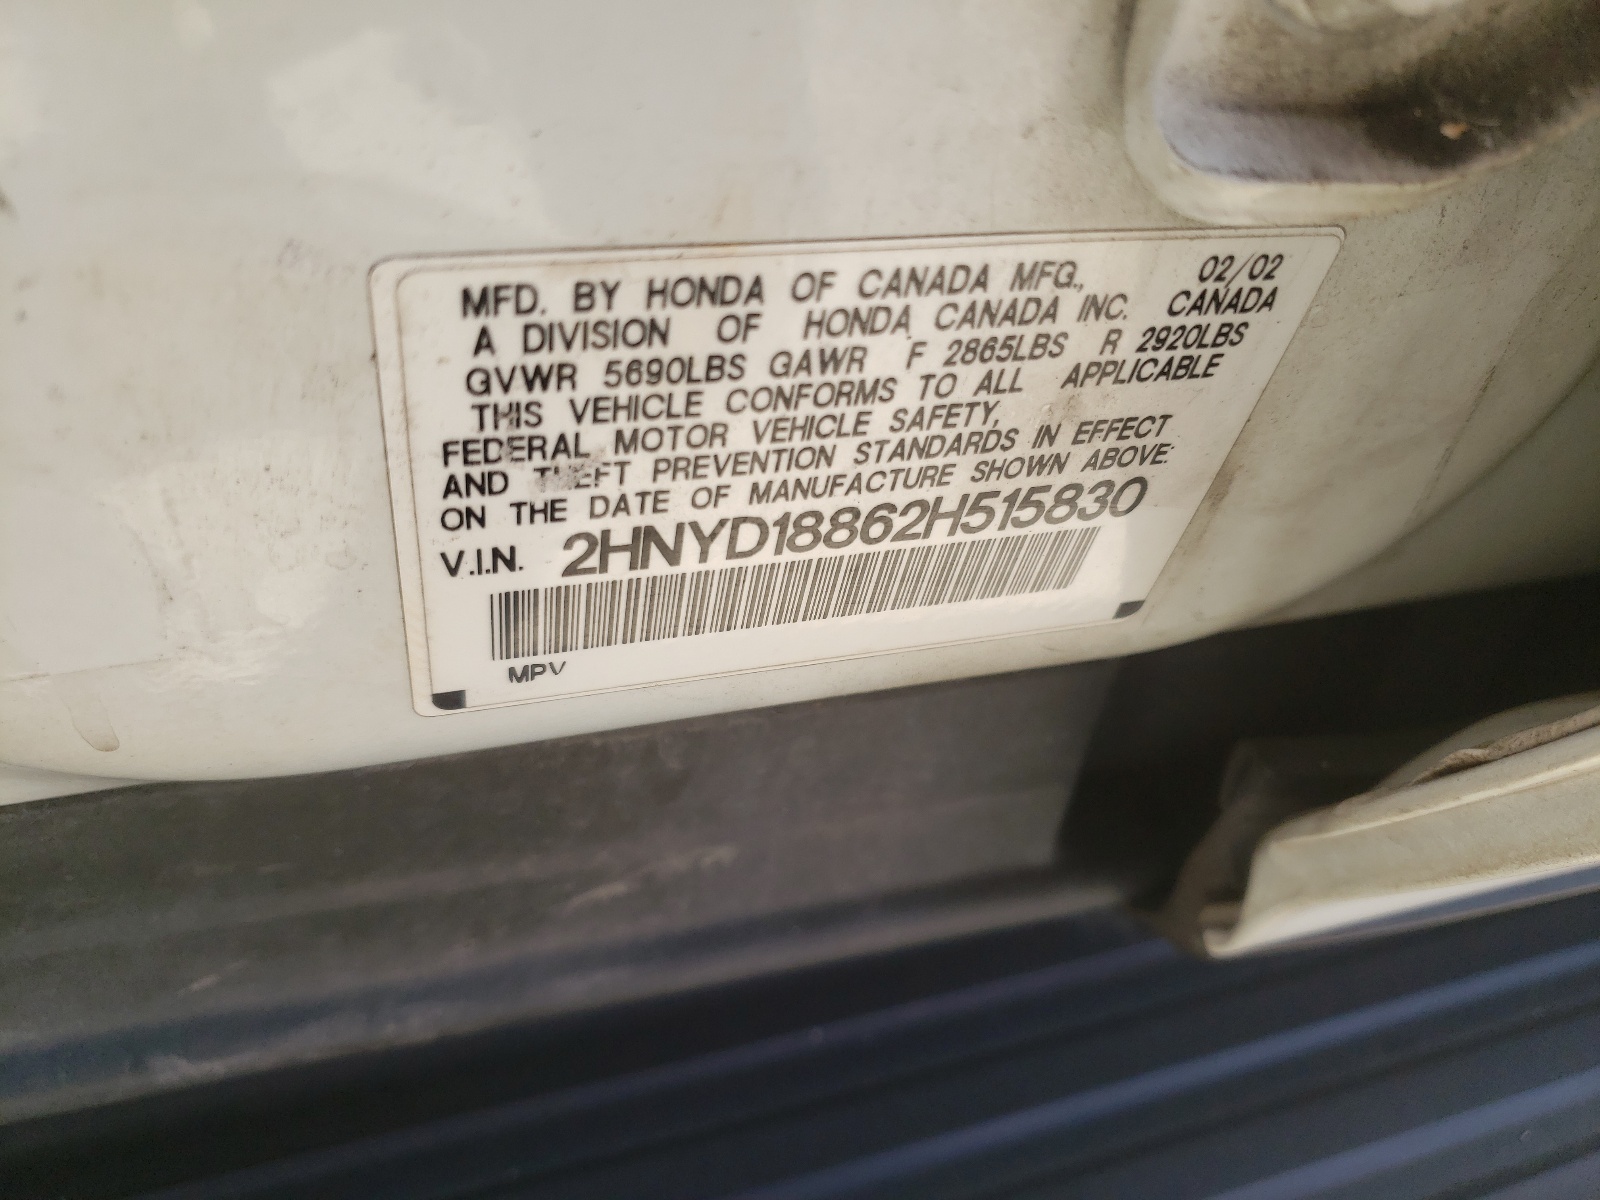 MFD. BY HONDA OF CANADA MFG., 02/02
A DIVISION OF HONDA CANADA INC. CANADA
GVWR 5690LBS GAWR F 2865LBS R 2920LBS
THIS VEHICLE CONFORMS TO ALL APPLICABLE
FEDERAL MOTOR VEHICLE SAFETY,
AND THEFT PREVENTION STANDARDS IN EFFECT
ON THE DATE OF MANUFACTURE SHOWN ABOVE:
V.I.N. 2HNYD18862H515830
MPV